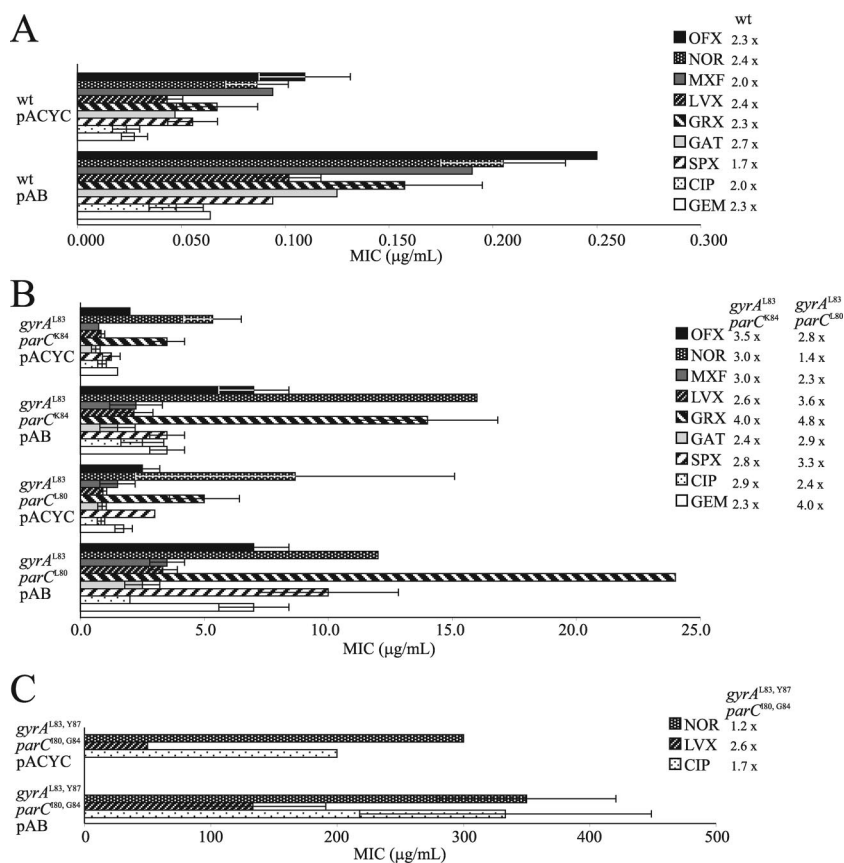 A
wt
OFX 2.3 x
NOR 2.4 x
MXF 2.0 x
LVX 2.4 x
GRX 2.3 x
GAT 2.7 x
SPX 1.7 x
CIP 2.0 x
GEM 2.3 x
wt
pACYC
wt
pAB
0.000 0.050 0.100 0.150 0.200 0.250 0.300
MIC (µg/mL)
B
gyrA^L83 gyrA^L83
parC^K84 parC^L80
OFX 3.5 x 2.8 x
NOR 3.0 x 1.4 x
MXF 3.0 x 2.3 x
LVX 2.6 x 3.6 x
GRX 4.0 x 4.8 x
GAT 2.4 x 2.9 x
SPX 2.8 x 3.3 x
CIP 2.9 x 2.4 x
GEM 2.3 x 4.0 x
gyrA^L83
parC^K84
pACYC
gyrA^L83
parC^K84
pAB
gyrA^L83
parC^L80
pACYC
gyrA^L83
parC^L80
pAB
0.0 5.0 10.0 15.0 20.0 25.0
MIC (µg/mL)
C
gyrA^L83, Y87
parC^I80, G84
NOR 1.2 x
LVX 2.6 x
CIP 1.7 x
gyrA^L83, Y87
parC^I80, G84
pACYC
gyrA^L83, Y87
parC^I80, G84
pAB
0 100 200 300 400 500
MIC (µg/mL)